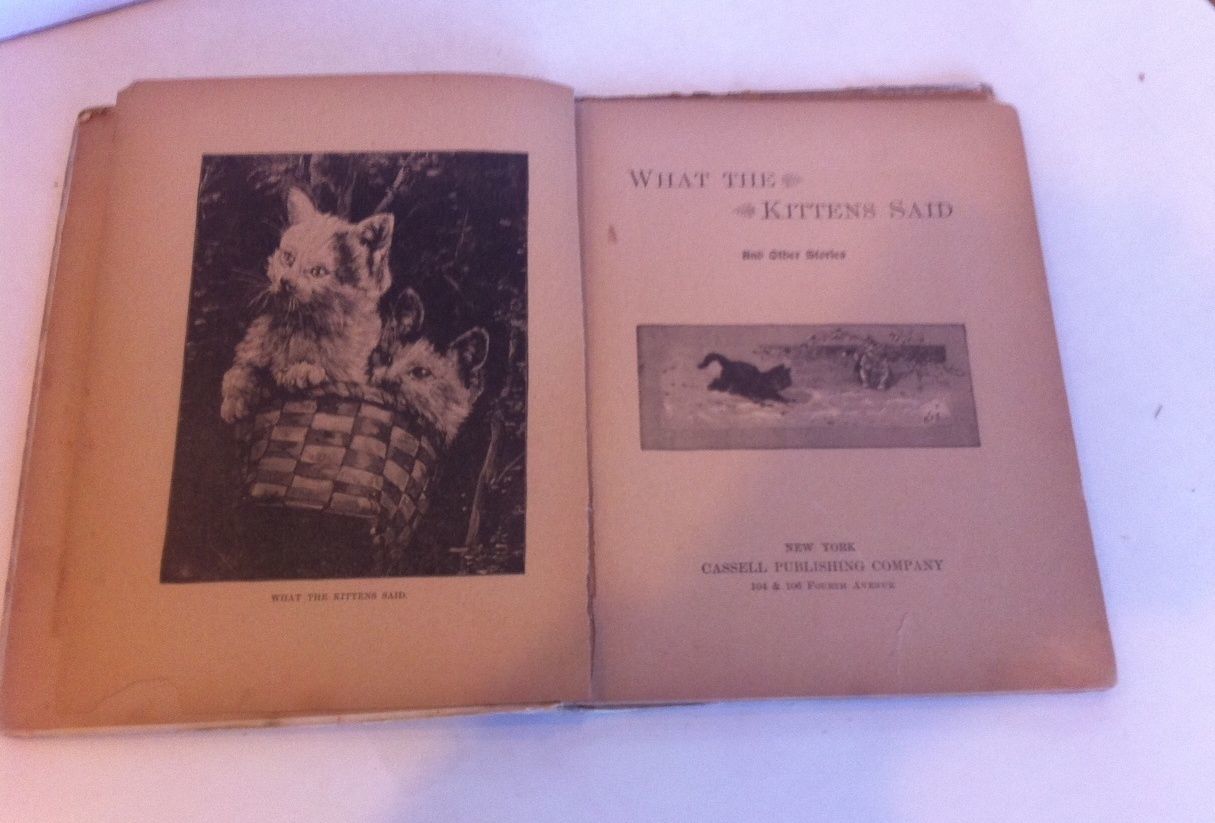 WHAT THE KITTENS SAID.
WHAT THE
KITTENS SAID
And Other Stories
NEW YORK
CASSELL PUBLISHING COMPANY
104 & 106 FOURTH AVENUE